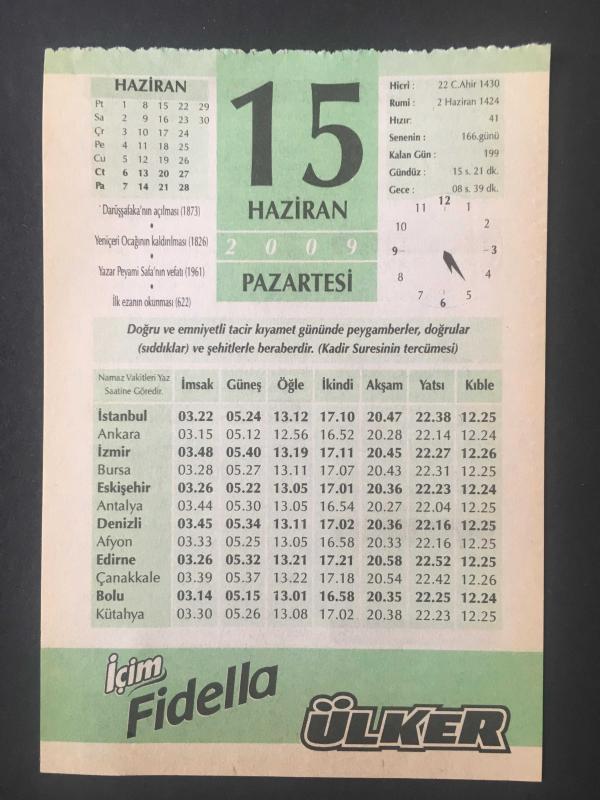 HAZİRAN
Pt 1 8 15 22 29
Sa 2 9 16 23 30
Çr 3 10 17 24
Pe 4 11 18 25
Cu 5 12 19 26
Ct 6 13 20 27
Pa 7 14 21 28
Darüşşafaka'nın açılması (1873)
•
Yeniçeri Ocağının kaldırılması (1826)
•
Yazar Peyami Safa'nın vefatı (1961)
•
İlk ezanın okunması (622)
15
HAZİRAN
2009
PAZARTESİ
Hicri : 22 C.Ahir 1430
Rumi : 2 Haziran 1424
Hızır: 41
Senenin : 166.günü
Kalan Gün : 199
Gündüz : 15 s. 21 dk.
Gece : 08 s. 39 dk.
11 12 1
10 2
9 3
8 4
7 6 5
Doğru ve emniyetli tacir kıyamet gününde peygamberler, doğrular
(sıddıklar) ve şehitlerle beraberdir. (Kadir Suresinin tercümesi)
Namaz Vakitleri Yaz
Saatine Göredir.
İmsak Güneş Öğle İkindi Akşam Yatsı Kıble
İstanbul 03.22 05.24 13.12 17.10 20.47 22.38 12.25
Ankara 03.15 05.12 12.56 16.52 20.28 22.14 12.24
İzmir 03.48 05.40 13.19 17.11 20.45 22.27 12.26
Bursa 03.28 05.27 13.11 17.07 20.43 22.31 12.25
Eskişehir 03.26 05.22 13.05 17.01 20.36 22.23 12.24
Antalya 03.44 05.30 13.05 16.54 20.27 22.04 12.25
Denizli 03.45 05.34 13.11 17.02 20.36 22.16 12.25
Afyon 03.33 05.25 13.05 16.58 20.33 22.16 12.25
Edirne 03.26 05.32 13.21 17.21 20.58 22.52 12.25
Çanakkale 03.39 05.37 13.22 17.18 20.54 22.42 12.26
Bolu 03.14 05.15 13.01 16.58 20.35 22.25 12.24
Kütahya 03.30 05.26 13.08 17.02 20.38 22.23 12.25
İçim
Fidella
ÜLKER